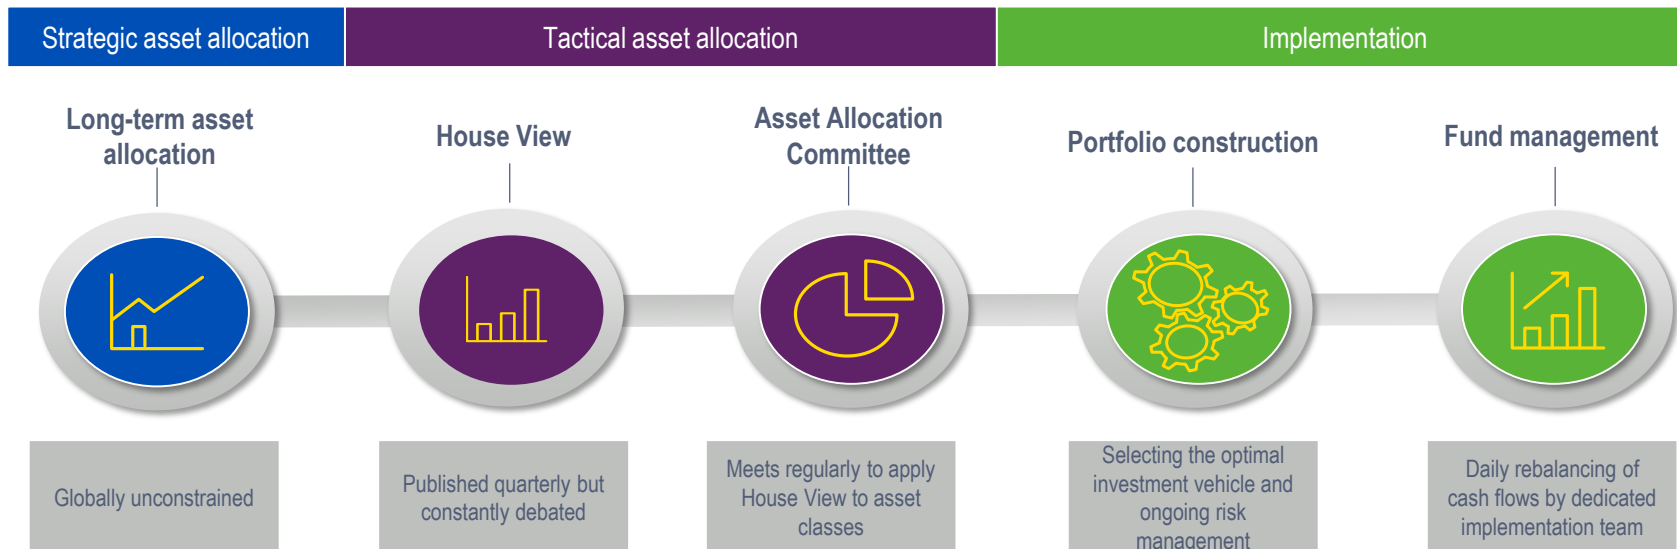 Strategic asset allocation
Tactical asset allocation
Implementation
Long-term asset
allocation
House View
Asset Allocation
Committee
Portfolio construction
Fund management
Globally unconstrained
Published quarterly but
constantly debated
Meets regularly to apply
House View to asset
classes
Selecting the optimal
investment vehicle and
ongoing risk
management
Daily rebalancing of
cash flows by dedicated
implementation team